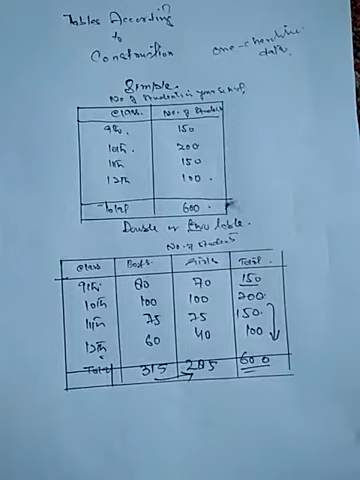 Tables According
to
Construction
one-character
data.
Simple.
No. of Students in your School
Class. No. of Students
9th. 150
10th. 200
11th 150
12th 100.
Total 600.
Double or two table.
No. of Students
Class Boys. Girls Total.
9th. 80 70 150
10th 100 100 200.
11th 75 75 150.
12th 60 40 100
Total 315 285 600